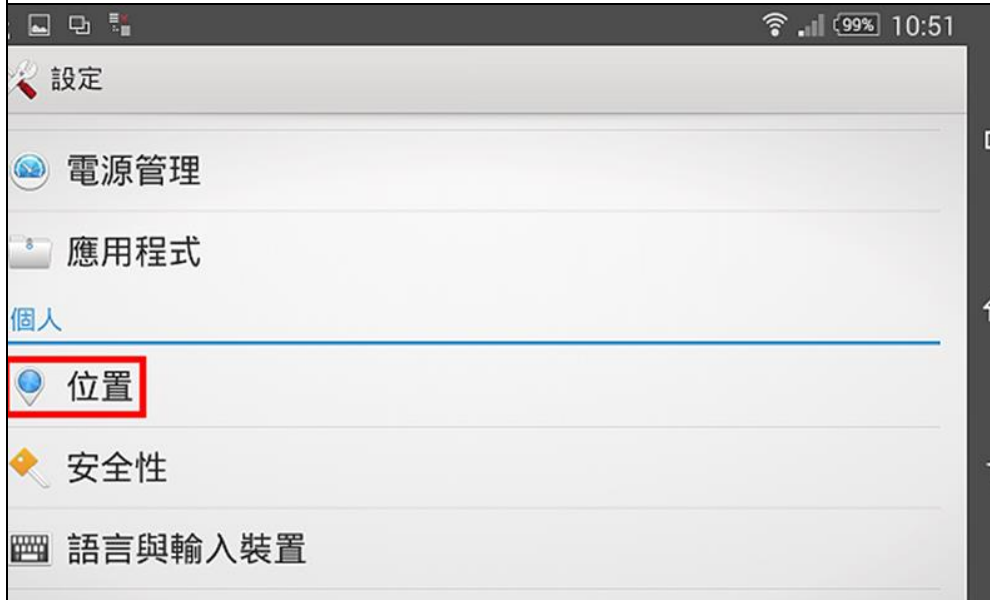 99% 10:51
設定
電源管理
應用程式
個人
位置
安全性
語言與輸入裝置